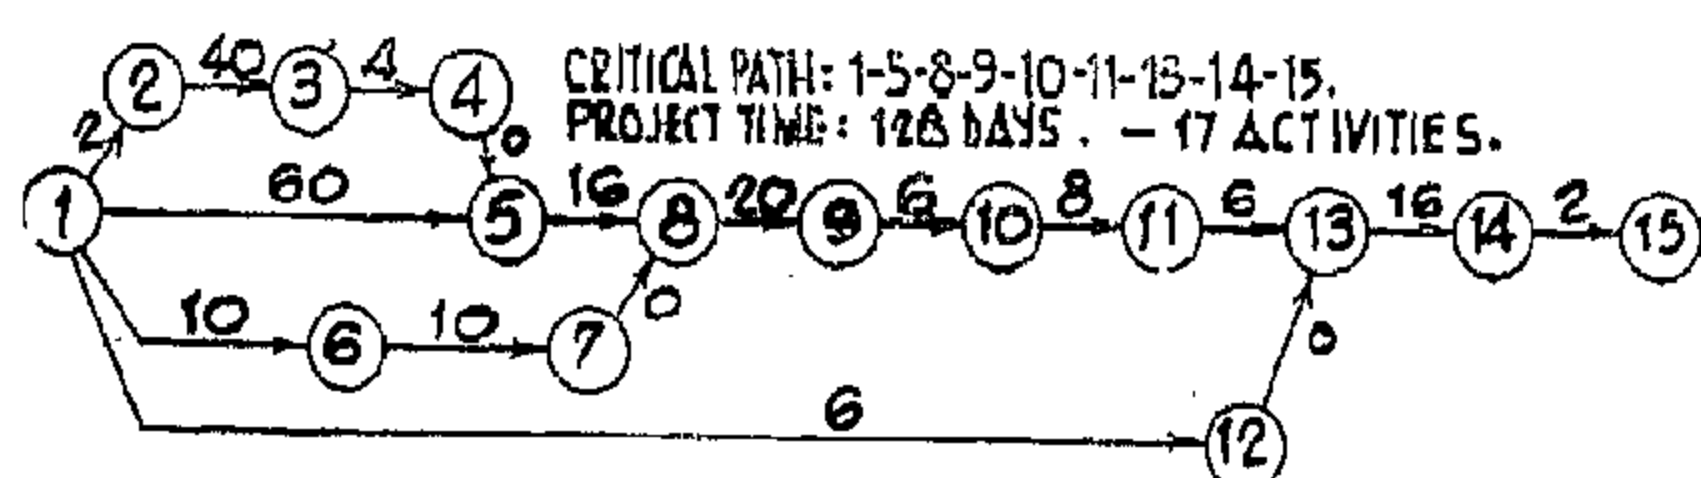 2 40 3 4 4
CRITICAL PATH: 1-5-8-9-10-11-13-14-15.
PROJECT TIME: 128 DAYS. - 17 ACTIVITIES.
2 0
1 60 5 16 8 20 9 6 10 8 11 6 13 16 14 2 15
10 6 10 7 0
0
6 12